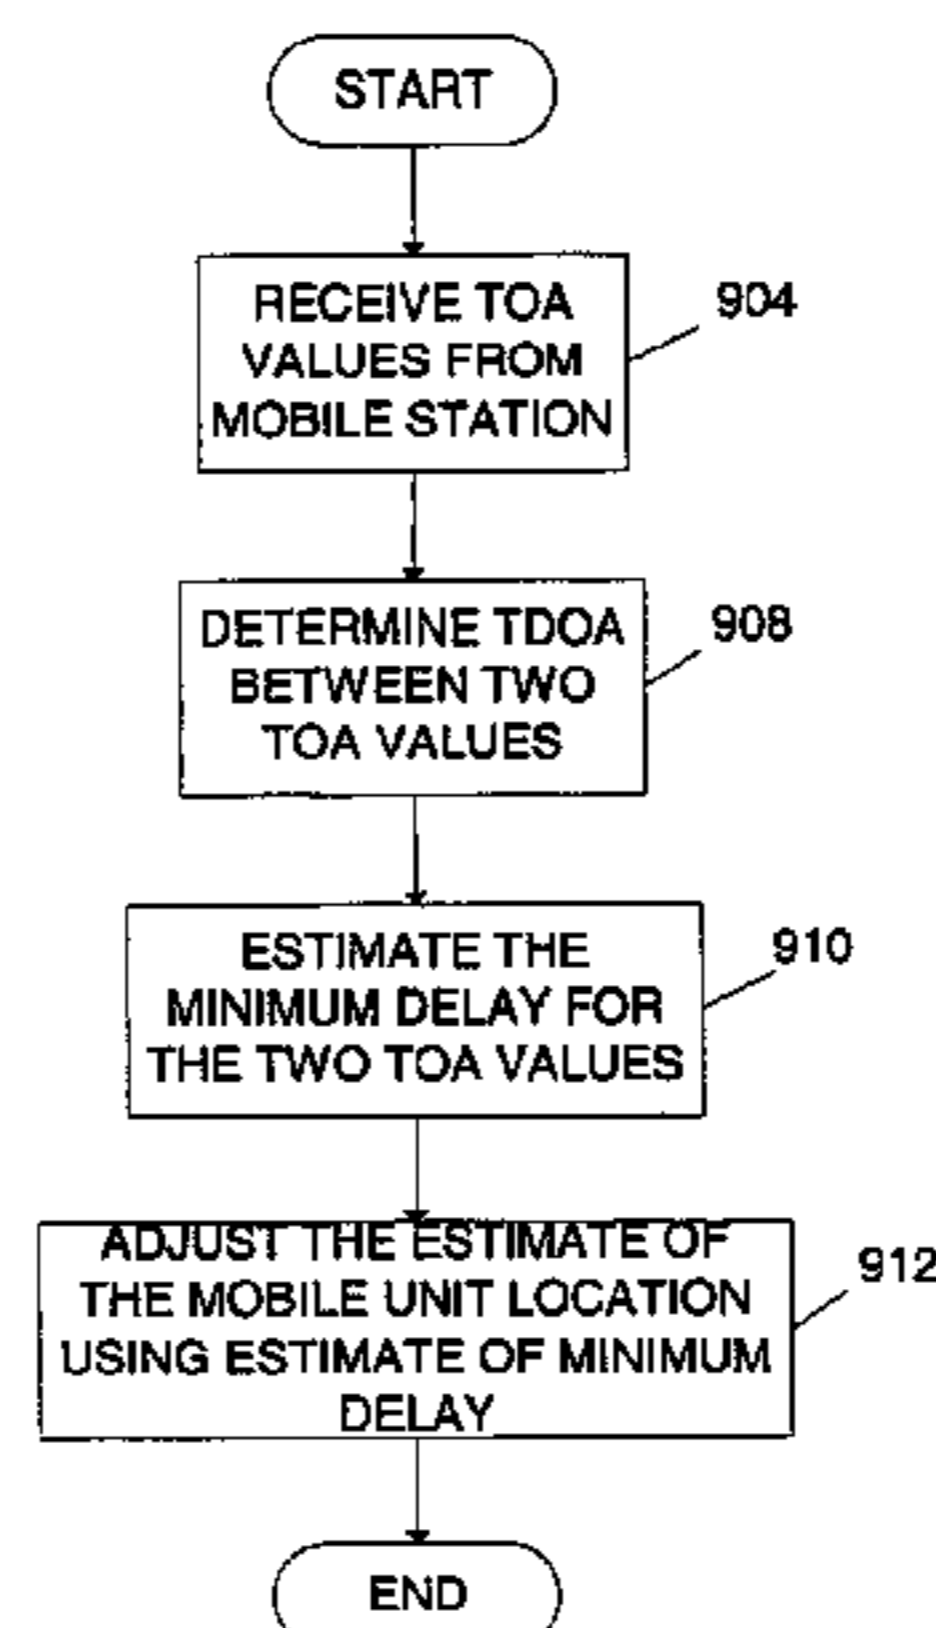 START
RECEIVE TOA
VALUES FROM
MOBILE STATION
904
DETERMINE TDOA
BETWEEN TWO
TOA VALUES
908
ESTIMATE THE
MINIMUM DELAY FOR
THE TWO TOA VALUES
910
ADJUST THE ESTIMATE OF
THE MOBILE UNIT LOCATION
USING ESTIMATE OF MINIMUM
DELAY
912
END